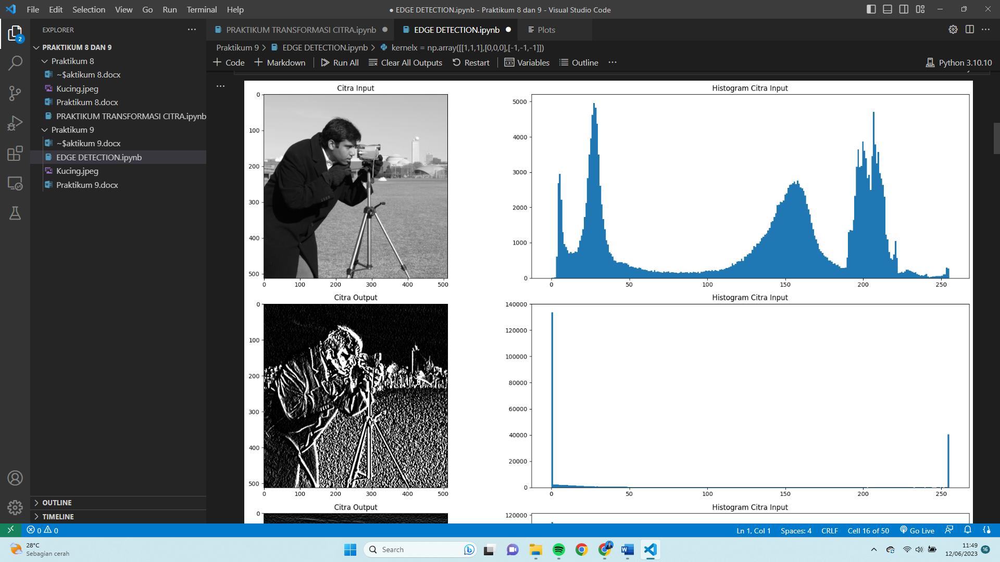 File Edit Selection View Go Run Terminal Help
● EDGE DETECTION.ipynb - Praktikum 8 dan 9 - Visual Studio Code
EXPLORER
PRAKTIKUM TRANSFORMASI CITRA.ipynb
EDGE DETECTION.ipynb
Plots
PRAKTIKUM 8 DAN 9
Praktikum 9 > EDGE DETECTION.ipynb > kernelx = np.array([[1,1,1],[0,0,0],[-1,-1,-1]])
+ Code + Markdown Run All Clear All Outputs Restart Variables Outline ...
Python 3.10.10
2
Praktikum 8
~$aktikum 8.docx
Kucing.jpeg
Praktikum 8.docx
PRAKTIKUM TRANSFORMASI CITRA.ipynb
Praktikum 9
~$aktikum 9.docx
EDGE DETECTION.ipynb
Kucing.jpeg
Praktikum 9.docx
OUTLINE
TIMELINE
Citra Input
0
100
200
300
400
500
0 100 200 300 400 500
Histogram Citra Input
5000
4000
3000
2000
1000
0
0 50 100 150 200 250
Citra Output
0
100
200
300
400
500
0 100 200 300 400 500
Histogram Citra Input
140000
120000
100000
80000
60000
40000
20000
0
0 50 100 150 200 250
Citra Output
0
Histogram Citra Input
120000
0 0
Ln 1, Col 1 Spaces: 4 CRLF Cell 16 of 50 Go Live
28°C
Sebagian cerah
Search
11:49
12/06/2023
16